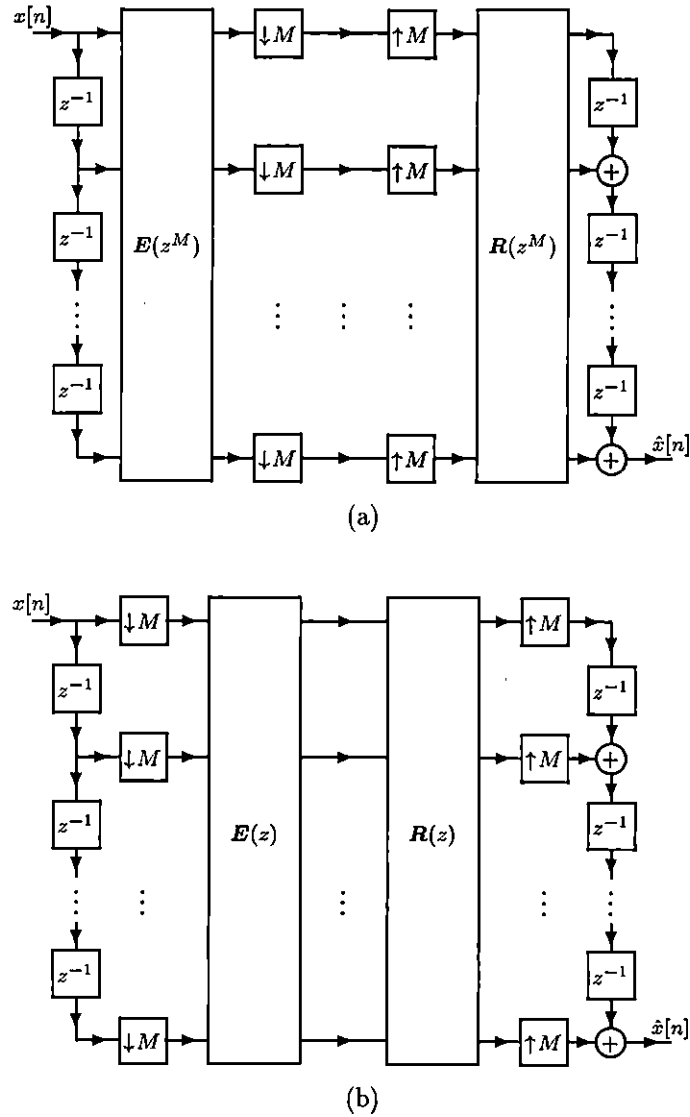 x[n]
↓M ↑M
z⁻¹ z⁻¹
↓M ↑M +
z⁻¹ E(z^M) R(z^M) z⁻¹
z⁻¹ z⁻¹
↓M ↑M + x̂[n]
(a)
x[n]
↓M ↑M
z⁻¹ z⁻¹
↓M ↑M +
z⁻¹ E(z) R(z) z⁻¹
z⁻¹ z⁻¹
↓M ↑M + x̂[n]
(b)